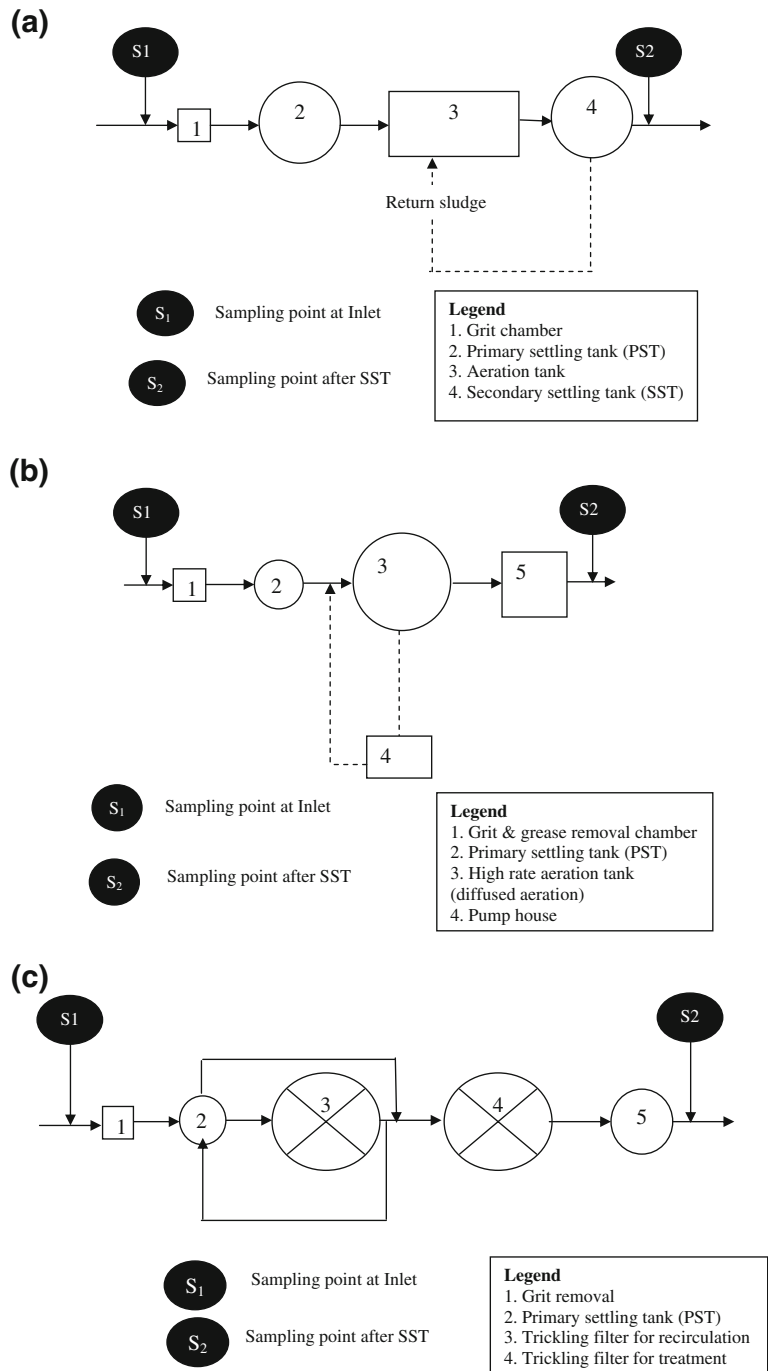 (a)
S1
S2
1
2
3
4
Return sludge
S1 Sampling point at Inlet
S2 Sampling point after SST
Legend
1. Grit chamber
2. Primary settling tank (PST)
3. Aeration tank
4. Secondary settling tank (SST)
(b)
S1
S2
1
2
3
5
4
S1 Sampling point at Inlet
S2 Sampling point after SST
Legend
1. Grit & grease removal chamber
2. Primary settling tank (PST)
3. High rate aeration tank
(diffused aeration)
4. Pump house
(c)
S1
S2
1
2
3
4
5
S1 Sampling point at Inlet
S2 Sampling point after SST
Legend
1. Grit removal
2. Primary settling tank (PST)
3. Trickling filter for recirculation
4. Trickling filter for treatment